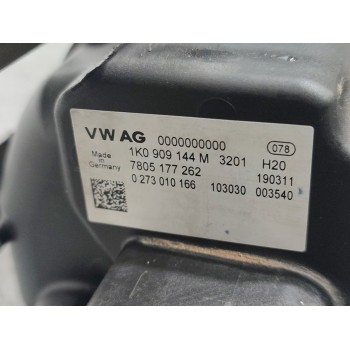 VW AG 0000000000 078
Made in Germany 1K0 909 144 M 3201 H20
7805 177 262 190311
0 273 010 166 103030 003540